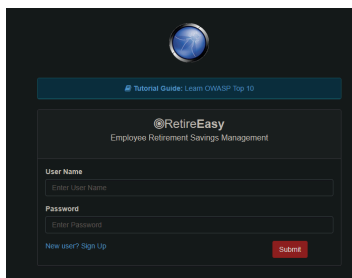 Tutorial Guide: Learn OWASP Top 10
RetireEasy
Employee Retirement Savings Management
User Name
Enter User Name
Password
Enter Password
New user? Sign Up
Submit